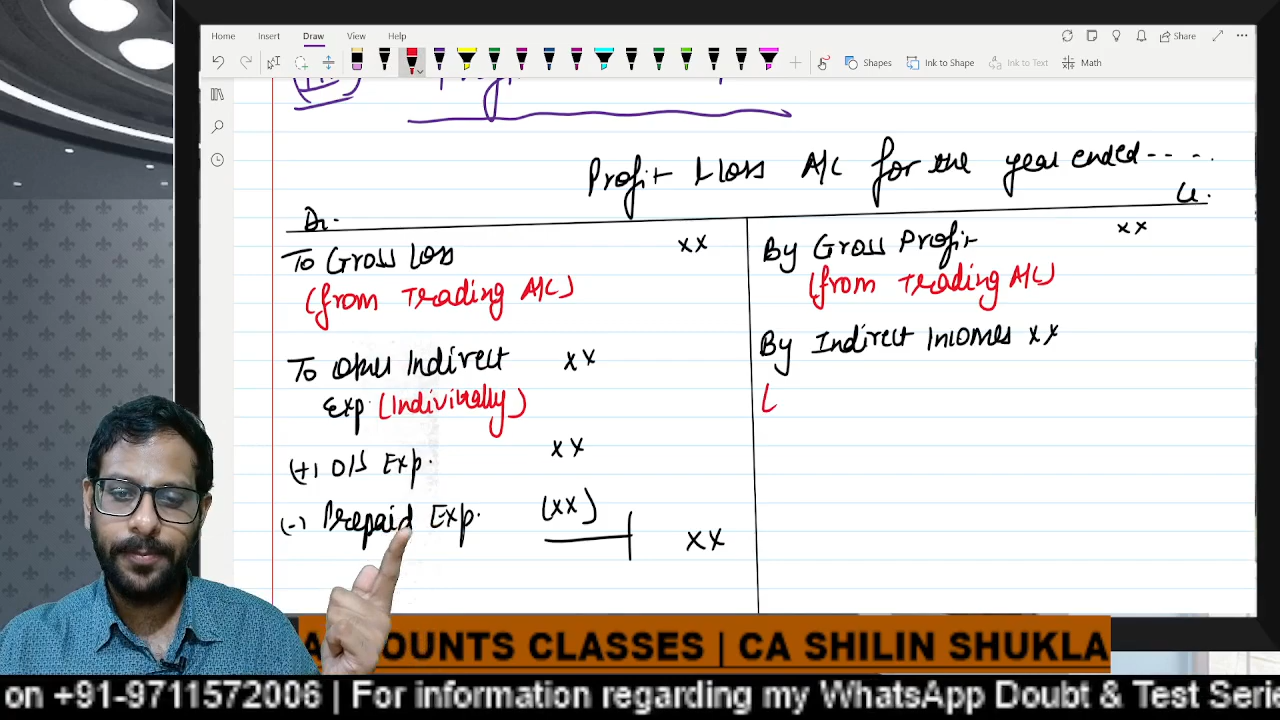 Home Insert Draw View Help
Share
Shapes Ink to Shape Ink to Text Math
Profit & Loss A/c for the year ended -- - .
Dr. Cr.
To Gross Loss xx By Gross Profit xx
(from Trading A/c) (from Trading A/c)
By Indirect Incomes xx
To Indirect xx
Exp. (
(+) O/S Exp. xx
(-) Prepaid Exp. (xx)
xx
ACCOUNTS CLASSES | CA SHILIN SHUKLA
on +91-9711572006 | For information regarding my WhatsApp Doubt & Test Serie